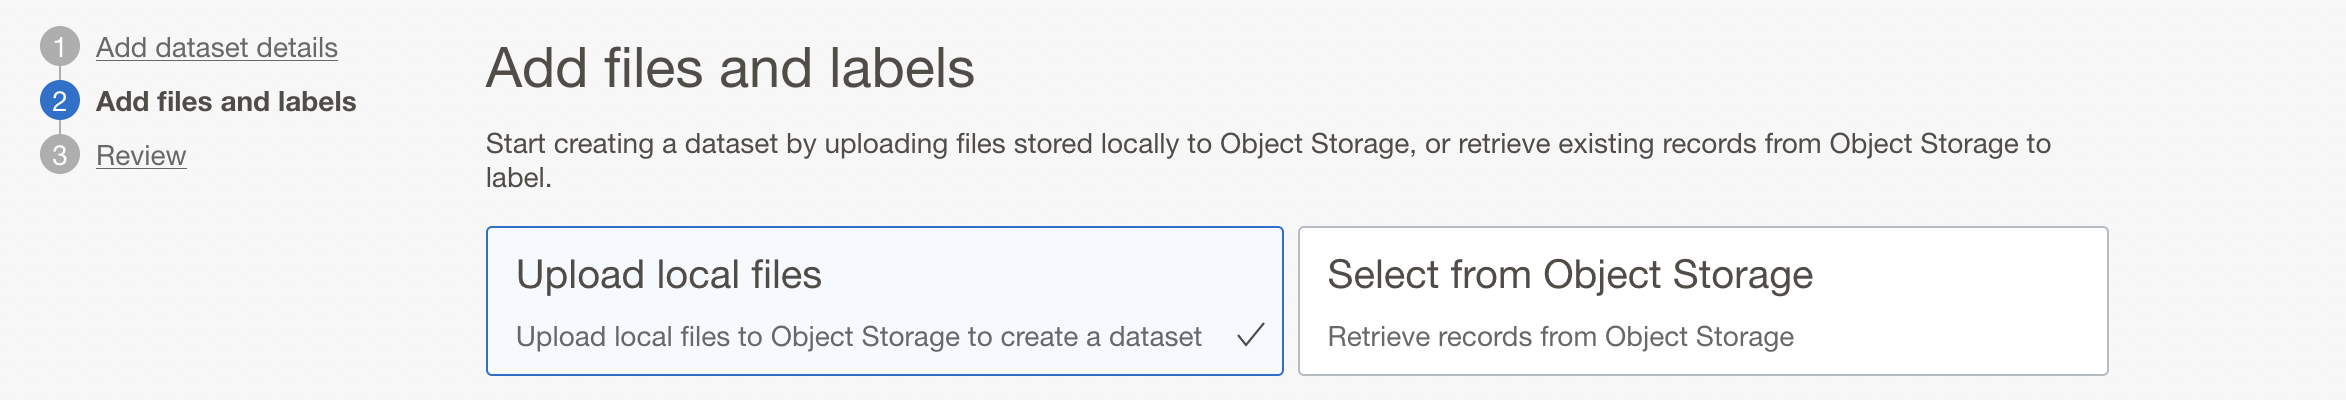 1 Add dataset details
2 Add files and labels
3 Review
Add files and labels
Start creating a dataset by uploading files stored locally to Object Storage, or retrieve existing records from Object Storage to
label.
Upload local files
Upload local files to Object Storage to create a dataset
Select from Object Storage
Retrieve records from Object Storage